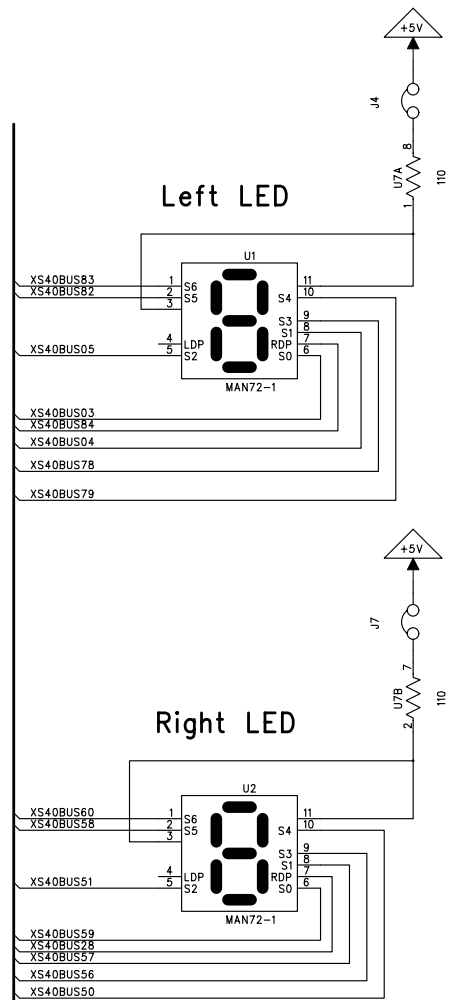 +5V
J4
8
U7A
110
1
Left LED
U1
XS40BUS83 1 S6 11
XS40BUS82 2 S5 S4 10
3
S3 9
S1 8
4 LDP RDP 7
XS40BUS05 5 S2 S0 6
MAN72-1
XS40BUS03
XS40BUS84
XS40BUS04
XS40BUS78
XS40BUS79
+5V
J7
7
U7B
110
2
Right LED
U2
XS40BUS60 1 S6 11
XS40BUS58 2 S5 S4 10
3
S3 9
S1 8
4 LDP RDP 7
XS40BUS51 5 S2 S0 6
MAN72-1
XS40BUS59
XS40BUS28
XS40BUS57
XS40BUS56
XS40BUS50